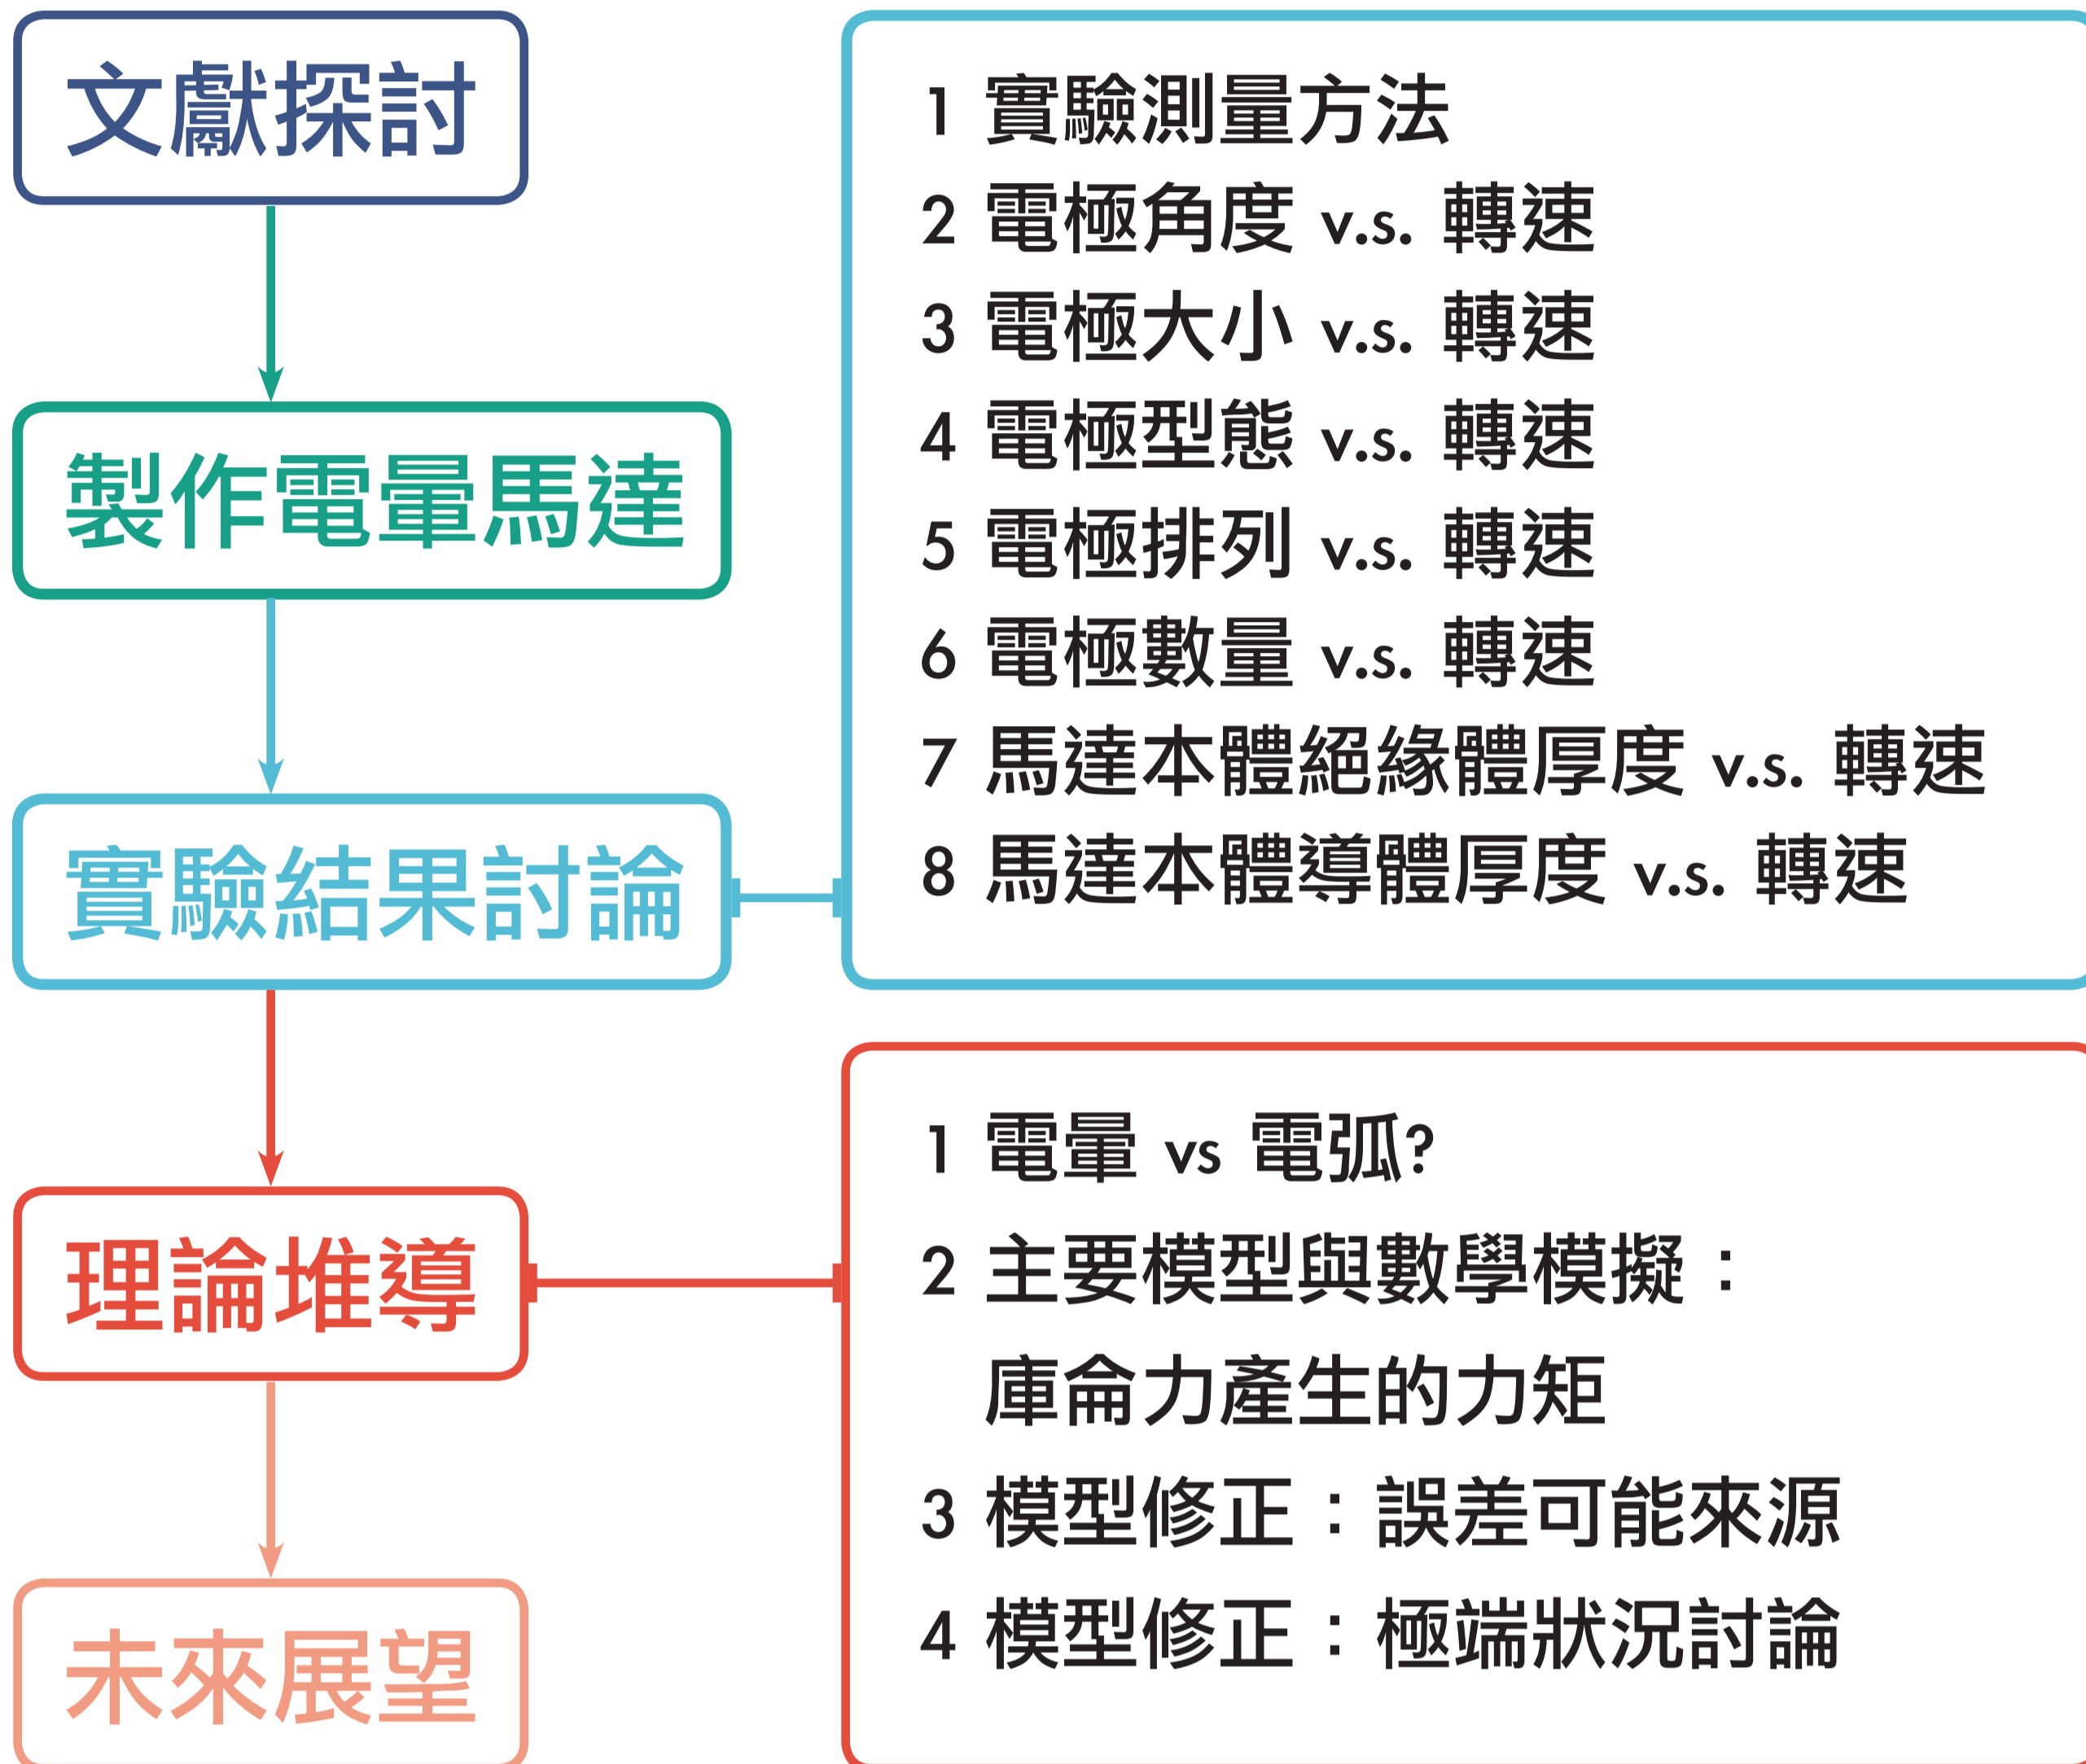 文獻探討
製作電暈馬達
實驗結果討論
理論推導
未來展望
1 實驗測量方法
2 電極角度 v.s. 轉速
3 電極大小 v.s. 轉速
4 電極型態 v.s. 轉速
5 電極排列 v.s. 轉速
6 電極數量 v.s. 轉速
7 馬達本體絕緣體厚度 v.s. 轉速
8 馬達本體導體厚度 v.s. 轉速
1 電暈 vs 電弧?
2 主要模型與數學模擬：
庫侖力產生的力矩
3 模型修正：誤差可能來源
4 模型修正：極端狀況討論